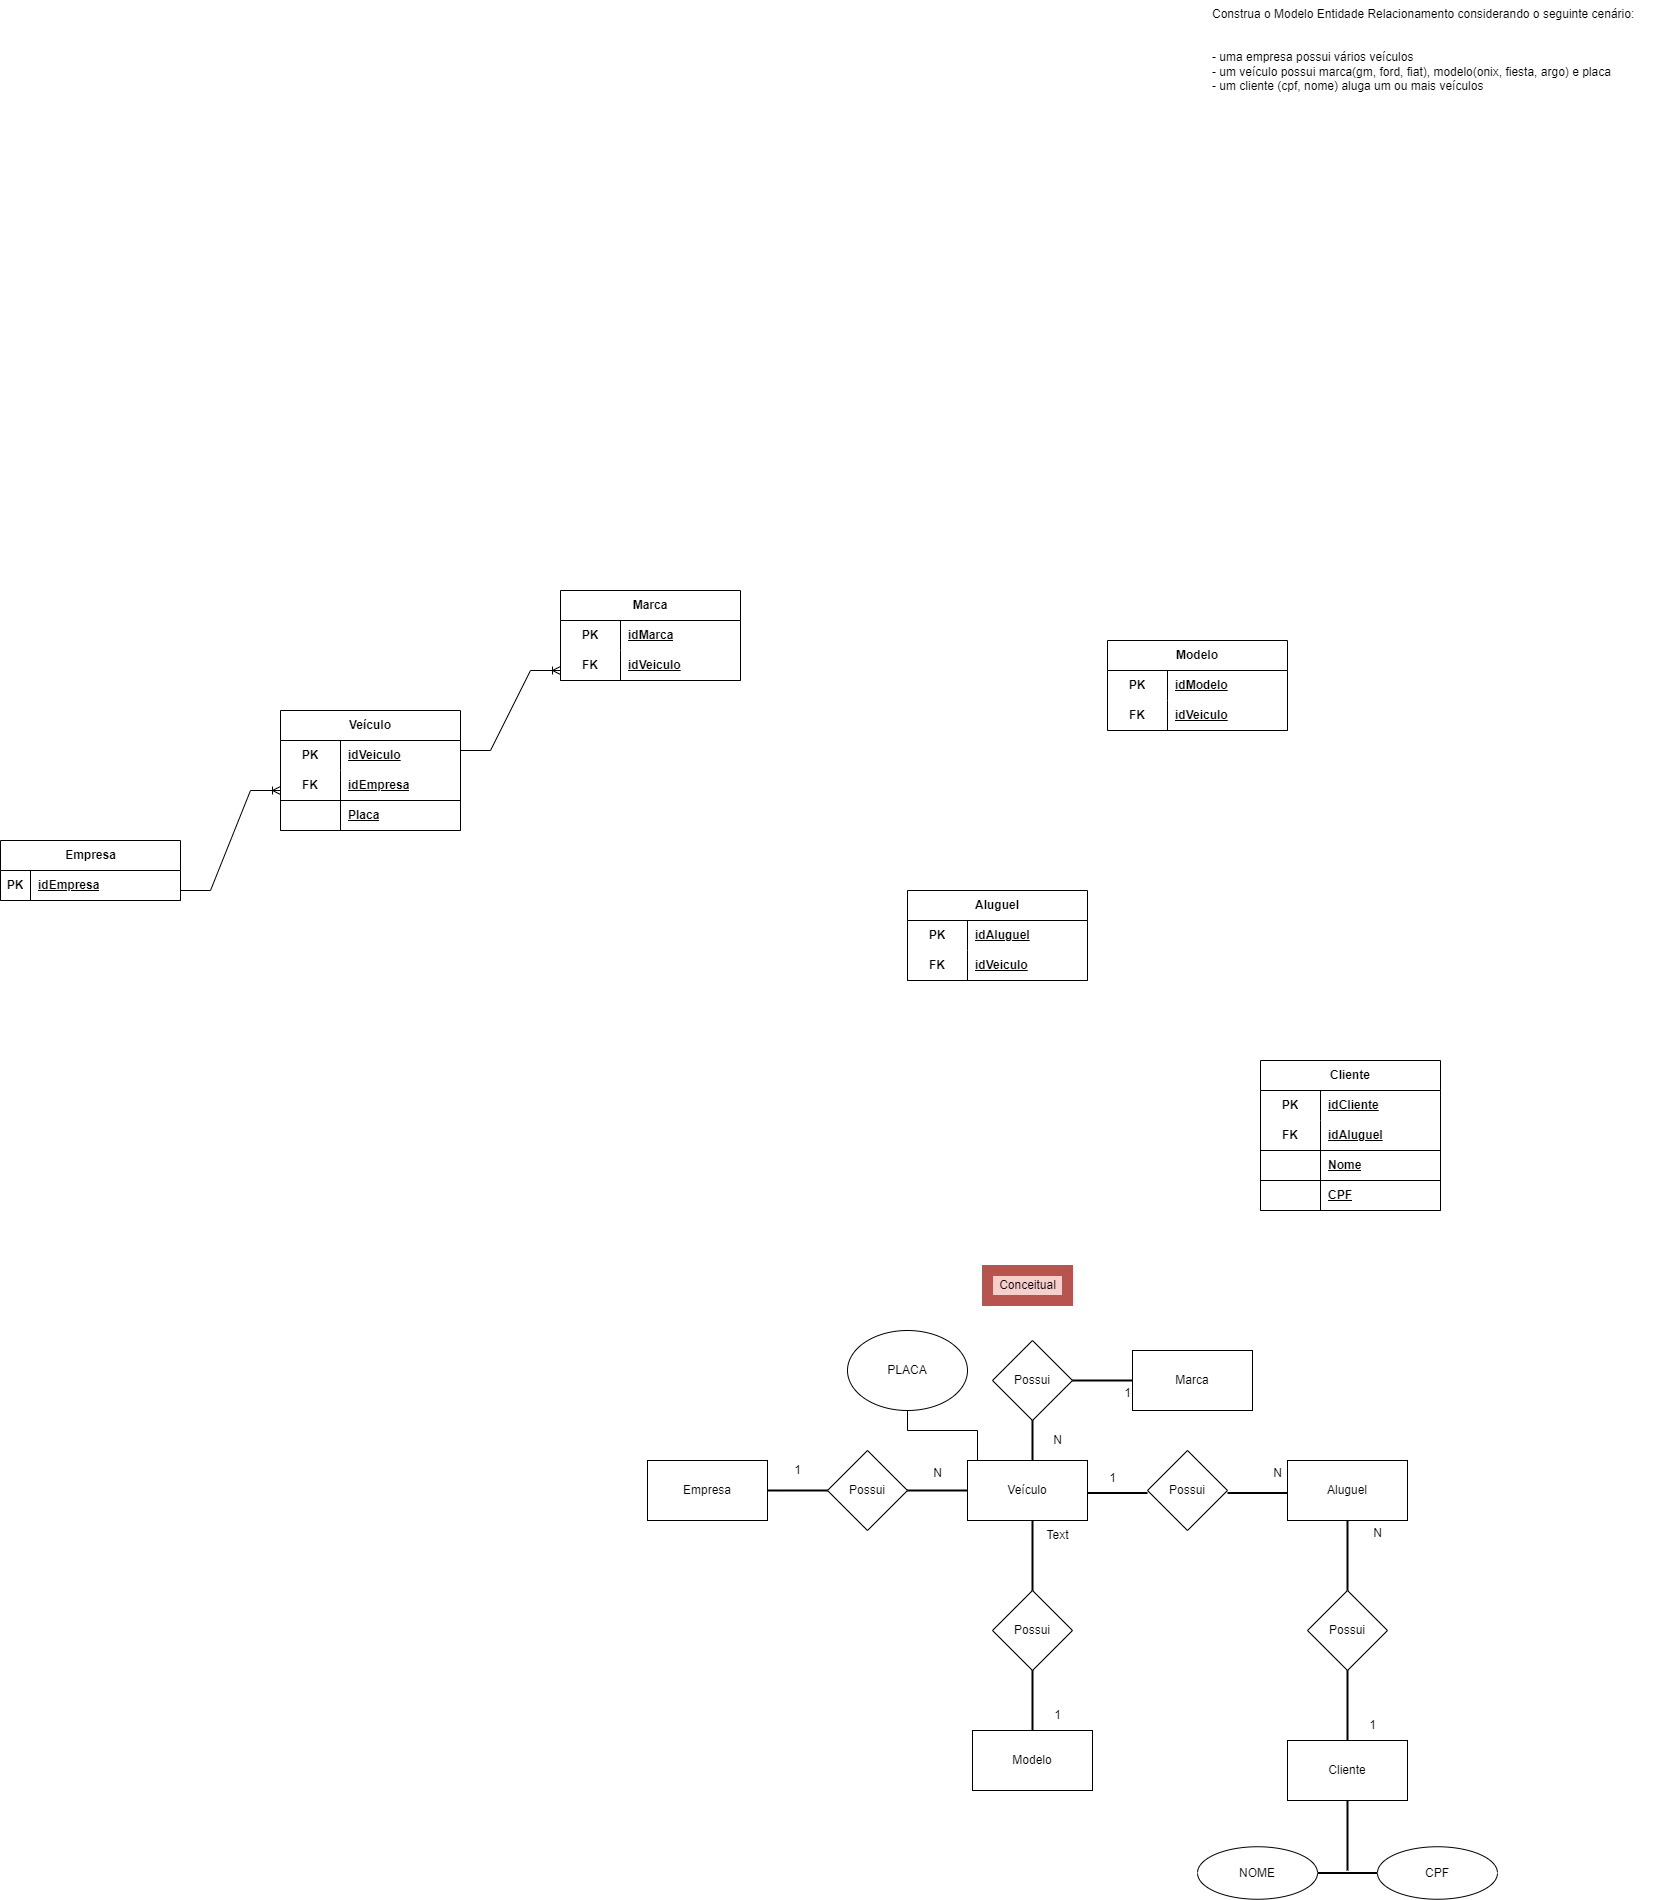 Construa o Modelo Entidade Relacionamento considerando o seguinte cenário:
- uma empresa possui vários veículos
- um veículo possui marca(gm, ford, fiat), modelo(onix, fiesta, argo) e placa
- um cliente (cpf, nome) aluga um ou mais veículos
Marca
PK idMarca
FK idVeiculo
Modelo
PK idModelo
FK idVeiculo
Veículo
PK idVeiculo
FK idEmpresa
Placa
Empresa
PK idEmpresa
Aluguel
PK idAluguel
FK idVeiculo
Cliente
PK idCliente
FK idAluguel
Nome
CPF
Conceitual
PLACA
Possui
Marca
1
N
1
N
1
N
Empresa
Possui
Veículo
Possui
Aluguel
Text
N
Possui
Possui
1
1
Modelo
Cliente
NOME
CPF